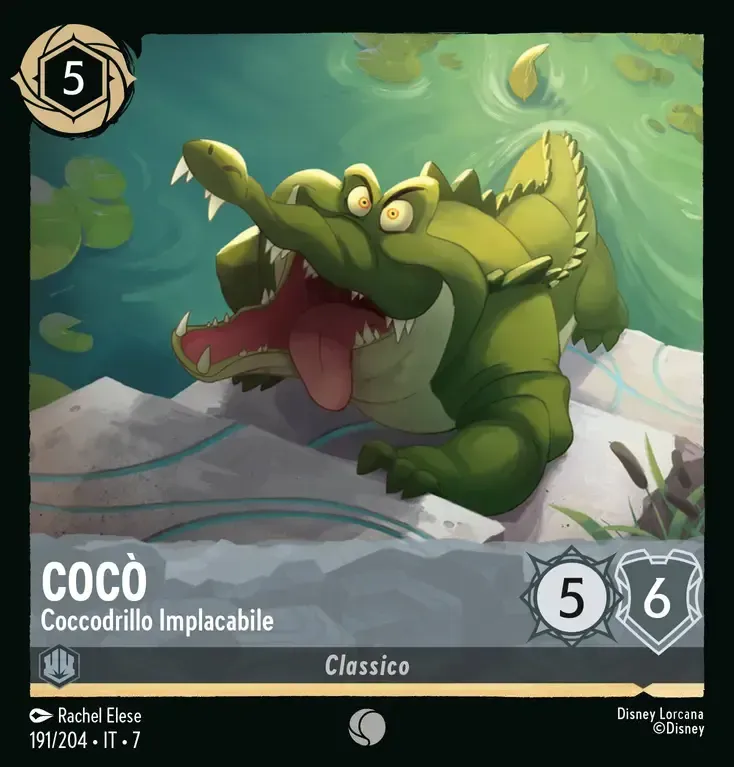 5
COCÒ
Coccodrillo Implacabile
5
6
Classico
Rachel Elese
191/204 • IT • 7
Disney Lorcana
©Disney